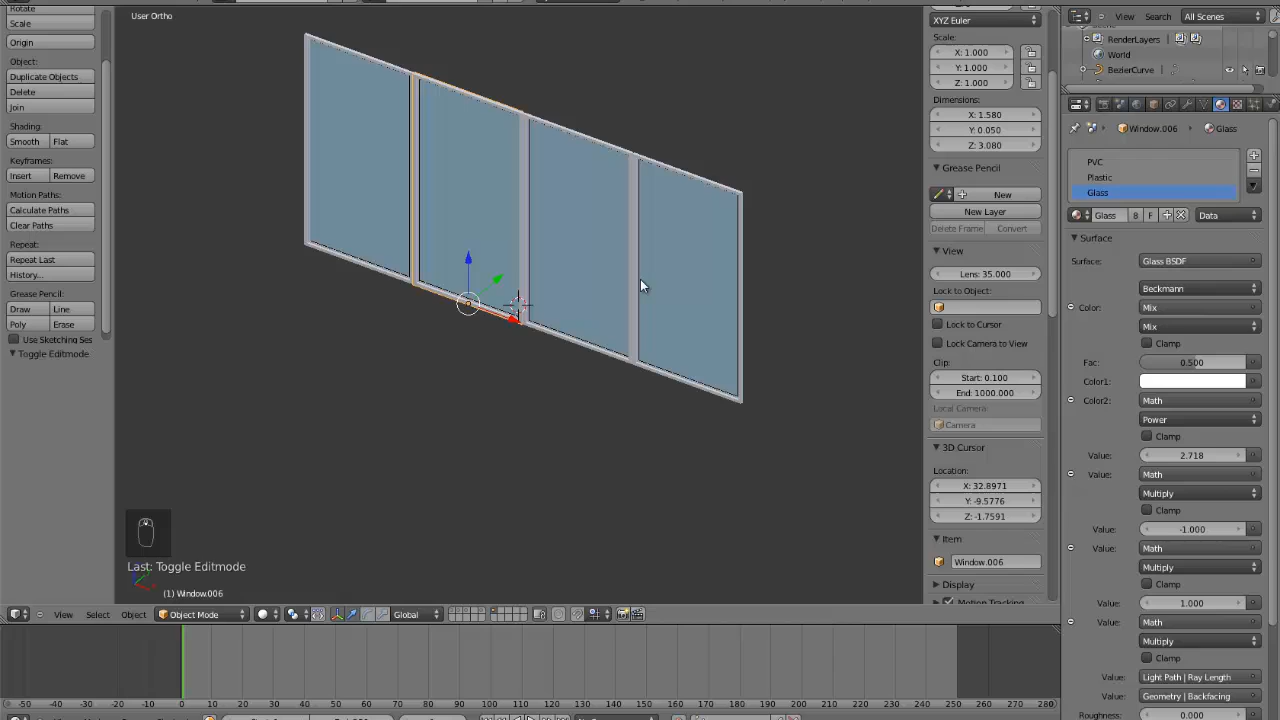 User Ortho
Rotate
Scale
Origin
Object:
Duplicate Objects
Delete
Join
Shading:
Smooth Flat
Keyframes:
Insert Remove
Motion Paths:
Calculate Paths
Clear Paths
Repeat:
Repeat Last
History...
Grease Pencil:
Draw Line
Poly Erase
Use Sketching Ses
Toggle Editmode
Last: Toggle Editmode
(1) Window.006
View Select Object Object Mode Global
-50 -40 -30 -20 -10 0 10 20 30 40 50 60 70 80 90 100 110 120 130 140 150 160 170 180 190 200 210 220 230 240 250 260 270 280
XYZ Euler
Scale:
X: 1.000
Y: 1.000
Z: 1.000
Dimensions:
X: 1.580
Y: 0.050
Z: 3.080
Grease Pencil
New
New Layer
Delete Frame Convert
View
Lens: 35.000
Lock to Object:
Lock to Cursor
Lock Camera to View
Clip:
Start: 0.100
End: 1000.000
Local Camera:
Camera
3D Cursor
Location:
X: 32.8971
Y: -9.5776
Z: -1.7591
Item
Window.006
Display
Motion Tracking
View Search All Scenes
RenderLayers
World
BezierCurve
Window.006 Glass
PVC
Plastic
Glass
Glass 8 F Data
Surface
Surface: Glass BSDF
Beckmann
Color: Mix
Mix
Clamp
Fac: 0.500
Color1:
Color2: Math
Power
Clamp
Value: 2.718
Value: Math
Multiply
Clamp
Value: -1.000
Value: Math
Multiply
Clamp
Value: 1.000
Value: Math
Multiply
Clamp
Value: Light Path | Ray Length
Value: Geometry | Backfacing
Roughness: 0.000